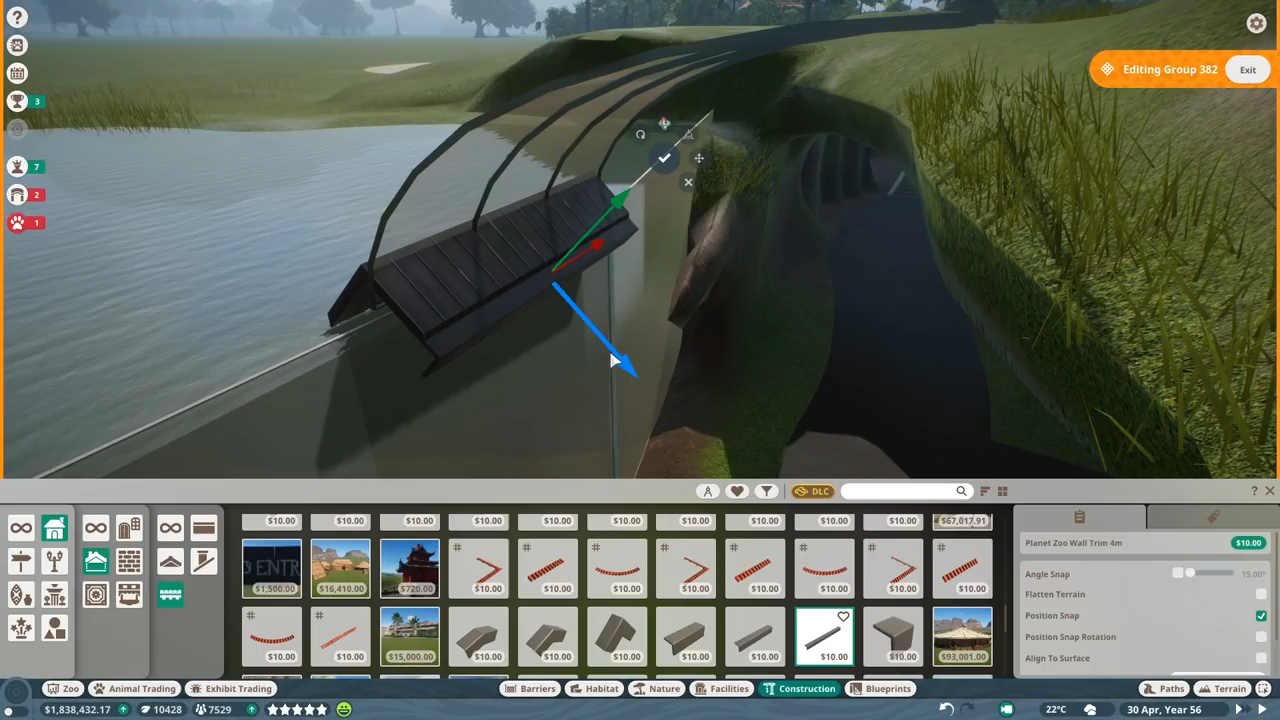 ?
Editing Group 382
Exit
3
7
2
1
DLC
?
$10.00 $10.00 $10.00 $10.00 $10.00 $10.00 $10.00 $10.00 $10.00 $10.00 $67,017.91
3 ENTR
$1,500.00 $16,410.00 $720.00 $10.00 $10.00 $10.00 $10.00 $10.00 $10.00 $10.00 $10.00
$10.00 $10.00 $15,000.00 $10.00 $10.00 $10.00 $10.00 $10.00 $10.00 $10.00 $93,001.00
Planet Zoo Wall Trim 4m $10.00
Angle Snap 15.00°
Flatten Terrain
Position Snap
Position Snap Rotation
Align To Surface
Zoo Animal Trading Exhibit Trading Barriers Habitat Nature Facilities Construction Blueprints Paths Terrain
$1,838,432.17 10428 7529 22°C 30 Apr, Year 56